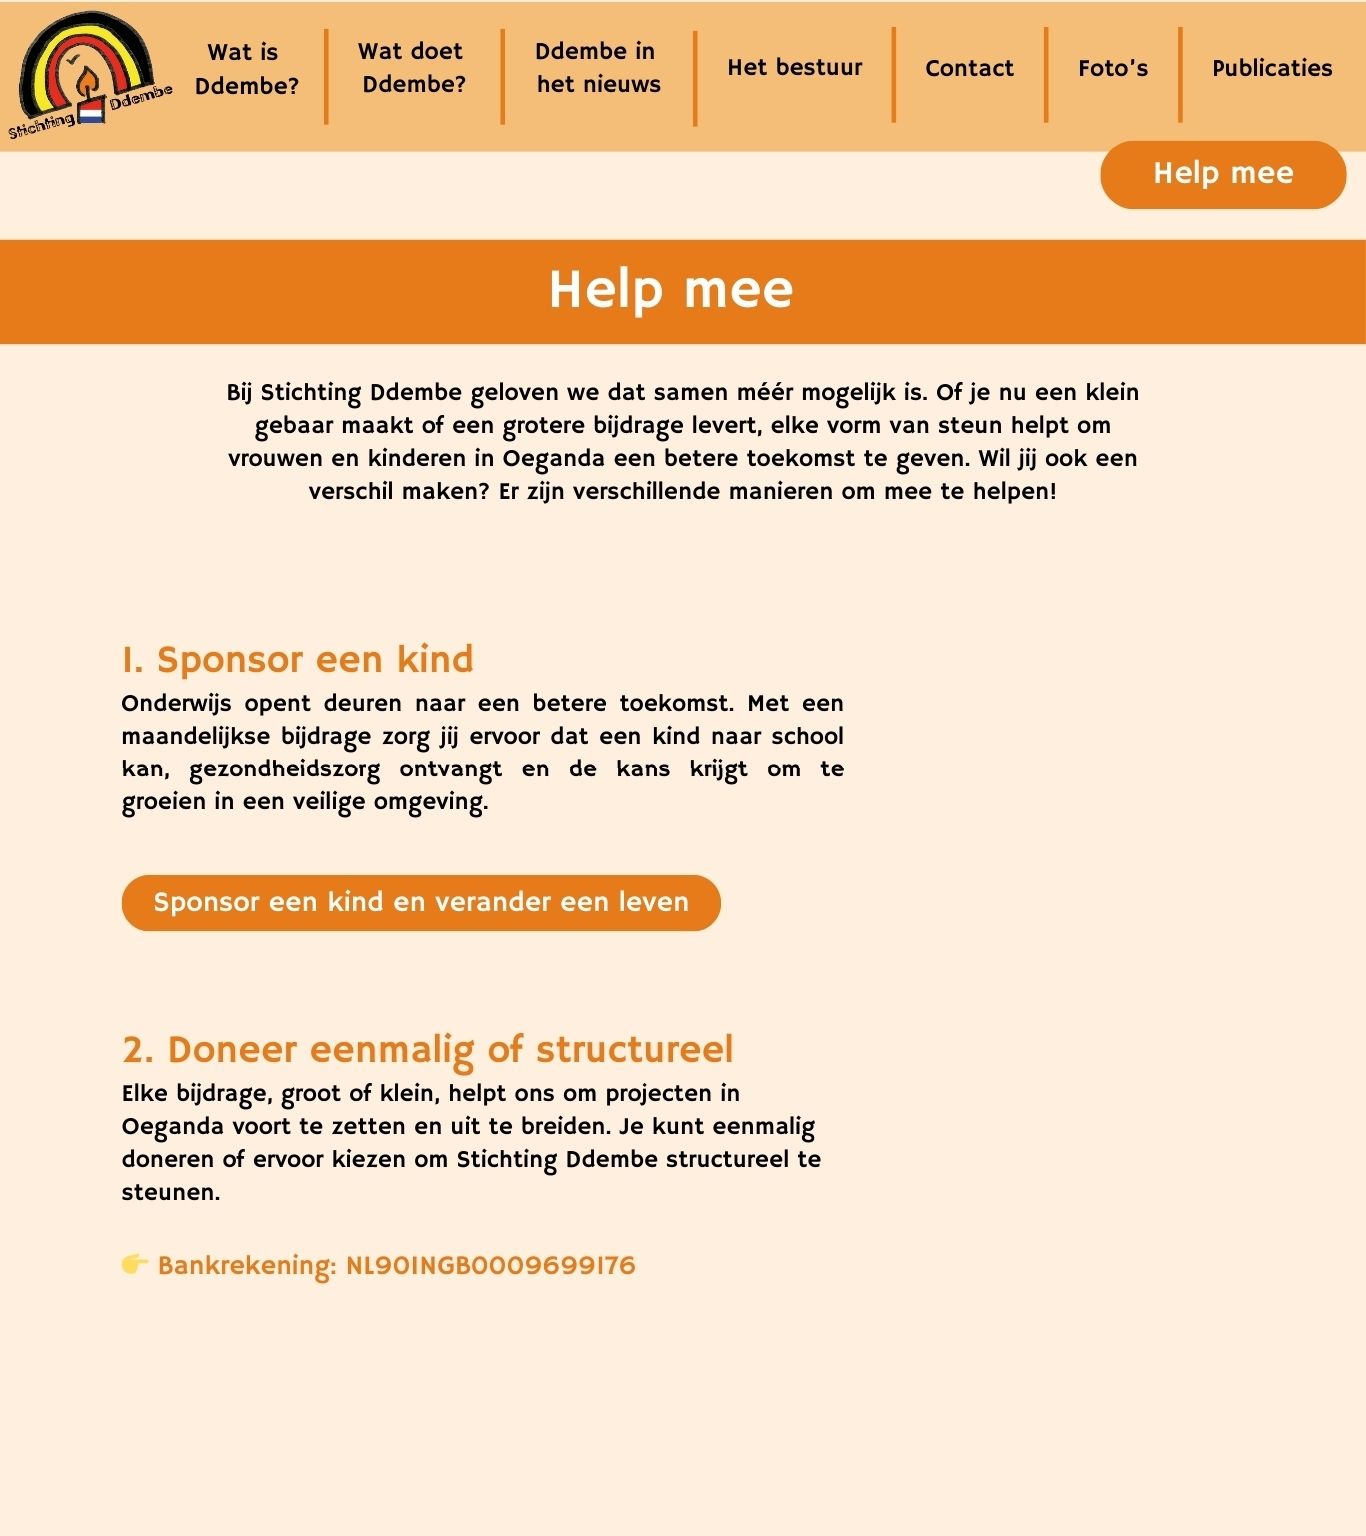 Stichting Ddembe
Wat is
Ddembe?
Wat doet
Ddembe?
Ddembe in
het nieuws
Het bestuur
Contact
Foto's
Publicaties
Help mee
Help mee
Bij Stichting Ddembe geloven we dat samen méér mogelijk is. Of je nu een klein
gebaar maakt of een grotere bijdrage levert, elke vorm van steun helpt om
vrouwen en kinderen in Oeganda een betere toekomst te geven. Wil jij ook een
verschil maken? Er zijn verschillende manieren om mee te helpen!
1. Sponsor een kind
Onderwijs opent deuren naar een betere toekomst. Met een
maandelijkse bijdrage zorg jij ervoor dat een kind naar school
kan, gezondheidszorg ontvangt en de kans krijgt om te
groeien in een veilige omgeving.
Sponsor een kind en verander een leven
2. Doneer eenmalig of structureel
Elke bijdrage, groot of klein, helpt ons om projecten in
Oeganda voort te zetten en uit te breiden. Je kunt eenmalig
doneren of ervoor kiezen om Stichting Ddembe structureel te
steunen.
👉 Bankrekening: NL90INGB0009699176